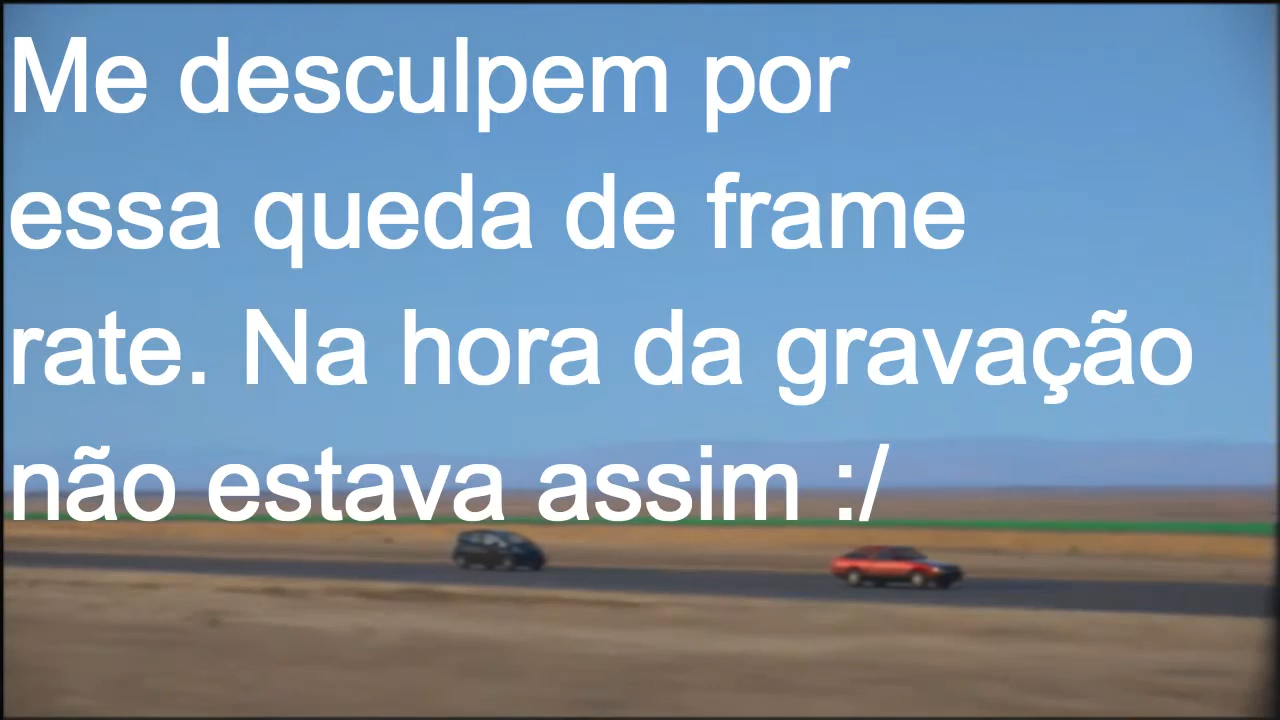 Me desculpem por
essa queda de frame
rate. Na hora da gravação
não estava assim :/